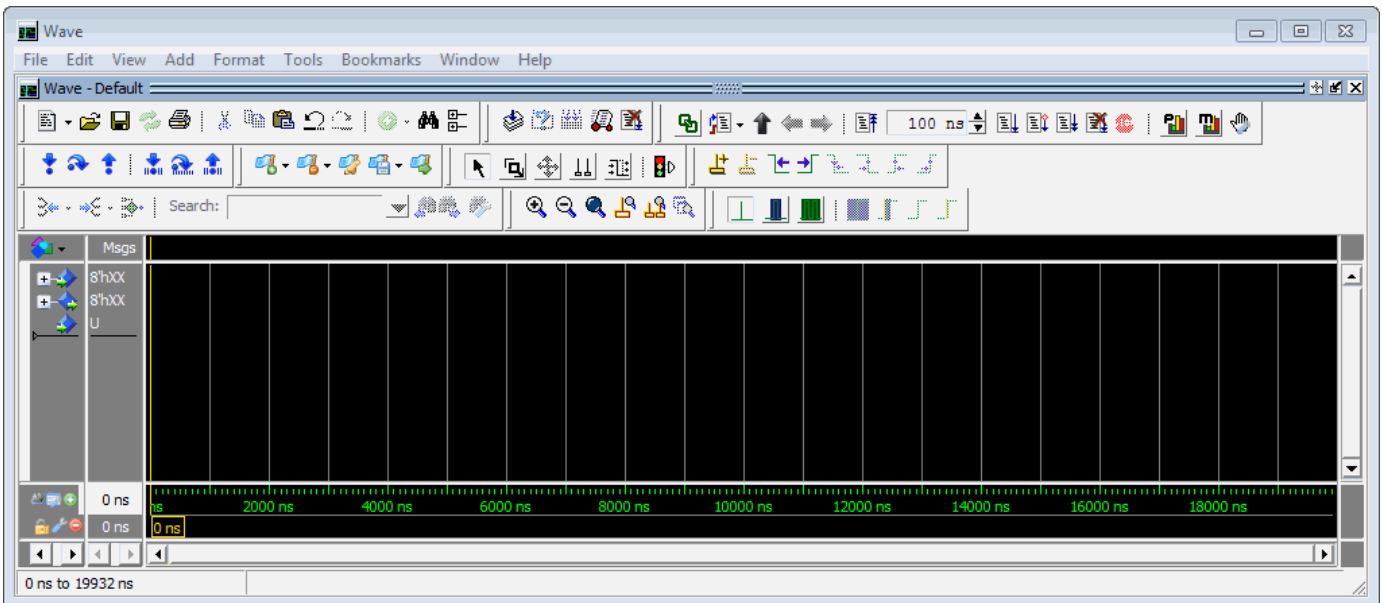 Wave
File Edit View Add Format Tools Bookmarks Window Help
Wave - Default
100 ns
Search:
Msgs
8'hXX
8'hXX
U
0 ns
ns 2000 ns 4000 ns 6000 ns 8000 ns 10000 ns 12000 ns 14000 ns 16000 ns 18000 ns
0 ns 0 ns
0 ns to 19932 ns